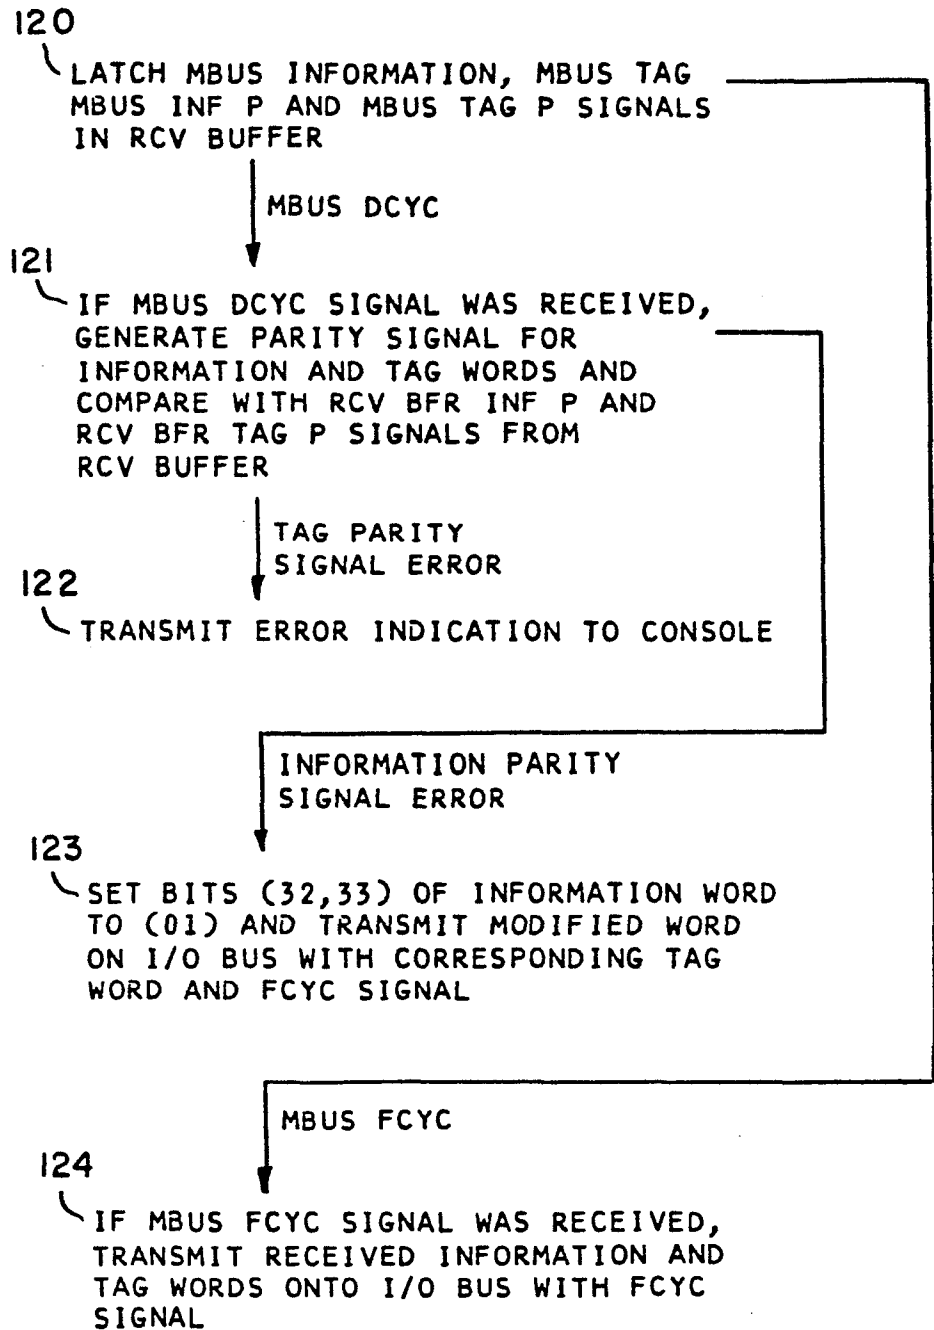 120
LATCH MBUS INFORMATION, MBUS TAG
MBUS INF P AND MBUS TAG P SIGNALS
IN RCV BUFFER
MBUS DCYC
121
IF MBUS DCYC SIGNAL WAS RECEIVED,
GENERATE PARITY SIGNAL FOR
INFORMATION AND TAG WORDS AND
COMPARE WITH RCV BFR INF P AND
RCV BFR TAG P SIGNALS FROM
RCV BUFFER
TAG PARITY
SIGNAL ERROR
122
TRANSMIT ERROR INDICATION TO CONSOLE
INFORMATION PARITY
SIGNAL ERROR
123
SET BITS (32,33) OF INFORMATION WORD
TO (01) AND TRANSMIT MODIFIED WORD
ON I/O BUS WITH CORRESPONDING TAG
WORD AND FCYC SIGNAL
MBUS FCYC
124
IF MBUS FCYC SIGNAL WAS RECEIVED,
TRANSMIT RECEIVED INFORMATION AND
TAG WORDS ONTO I/O BUS WITH FCYC
SIGNAL